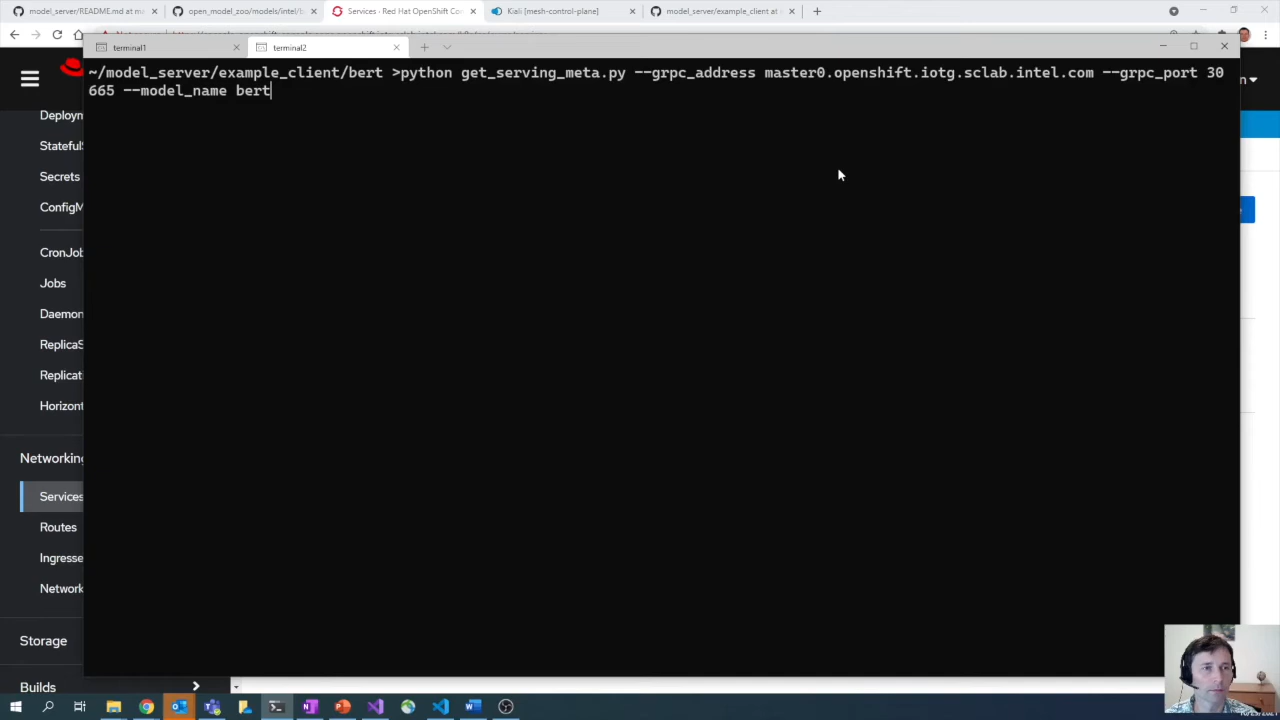 model_server/README.md at m
open_model_zoo/models/intel/b
Services · Red Hat OpenShift Co
Kiali [mesh-control-plane]
model_server/example_client at
terminal1
terminal2
~/model_server/example_client/bert >python get_serving_meta.py --grpc_address master0.openshift.iotg.sclab.intel.com --grpc_port 30
665 --model_name bert
Deploym
StatefulS
Secrets
ConfigM
CronJob
Jobs
Daemon
ReplicaS
Replicat
Horizont
Networking
Services
Routes
Ingresse
Network
Storage
Builds